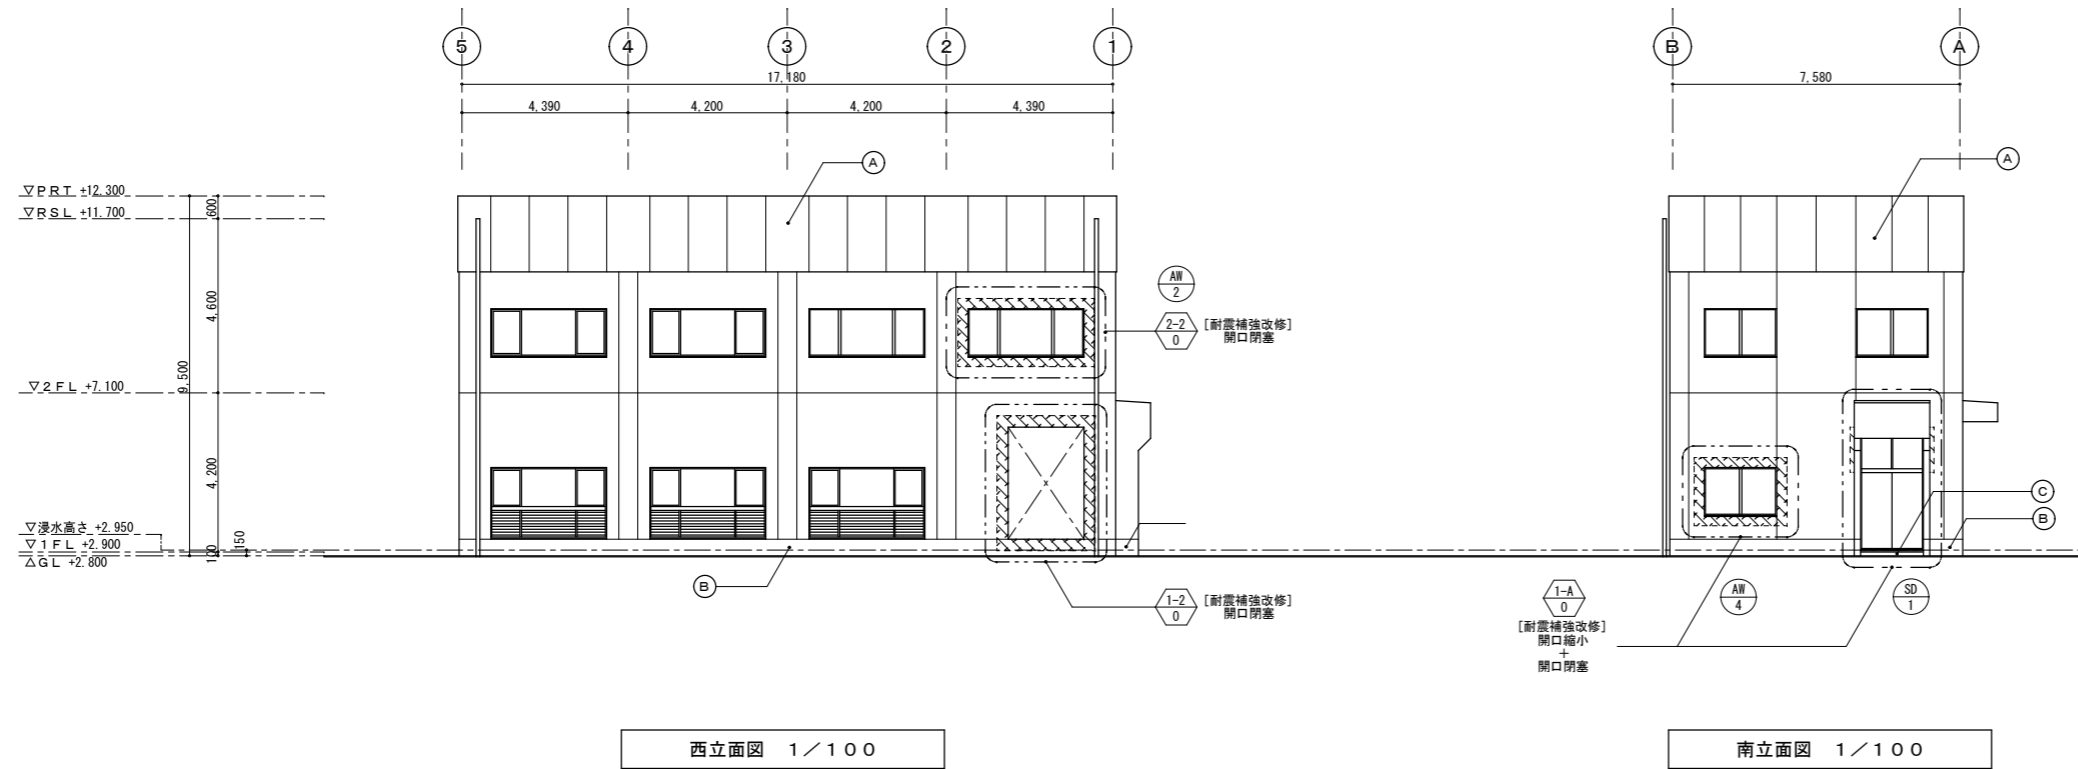 5
4
3
2
1
B
A
17,180
7,580
4,390
4,200
4,200
4,390
A
A
▽PRT +12.300
▽RSL +11.700
600
AW
2
2-2
0
[耐震補強改修]
開口閉塞
4,600
9,500
▽2FL +7.100
4,200
C
B
▽浸水高さ +2.950
▽1FL +2.900
△GL +2.800
150
100
B
1-2
0
[耐震補強改修]
開口閉塞
1-A
0
[耐震補強改修]
開口縮小
+
開口閉塞
AW
4
SD
1
西立面図 1/100
南立面図 1/100